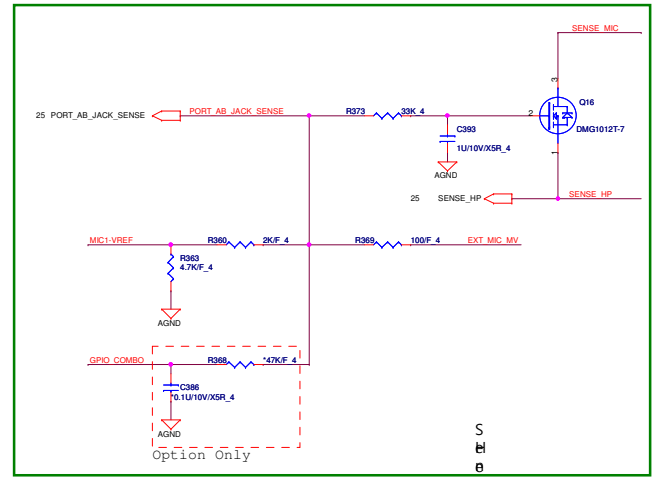 SENSE_MIC
3
Q16
25 PORT_AB_JACK_SENSE
PORT_AB_JACK_SENSE
R373
33K_4
2
DMG1012T-7
C393
1U/10V/X5R_4
1
AGND
25 SENSE_HP
SENSE_HP
MIC1-VREF
R360
2K/F_4
R369
100/F_4
EXT_MIC_MV
R363
4.7K/F_4
AGND
GPIO_COMBO
R368
*47K/F_4
C386
*0.1U/10V/X5R_4
AGND
Option Only
S